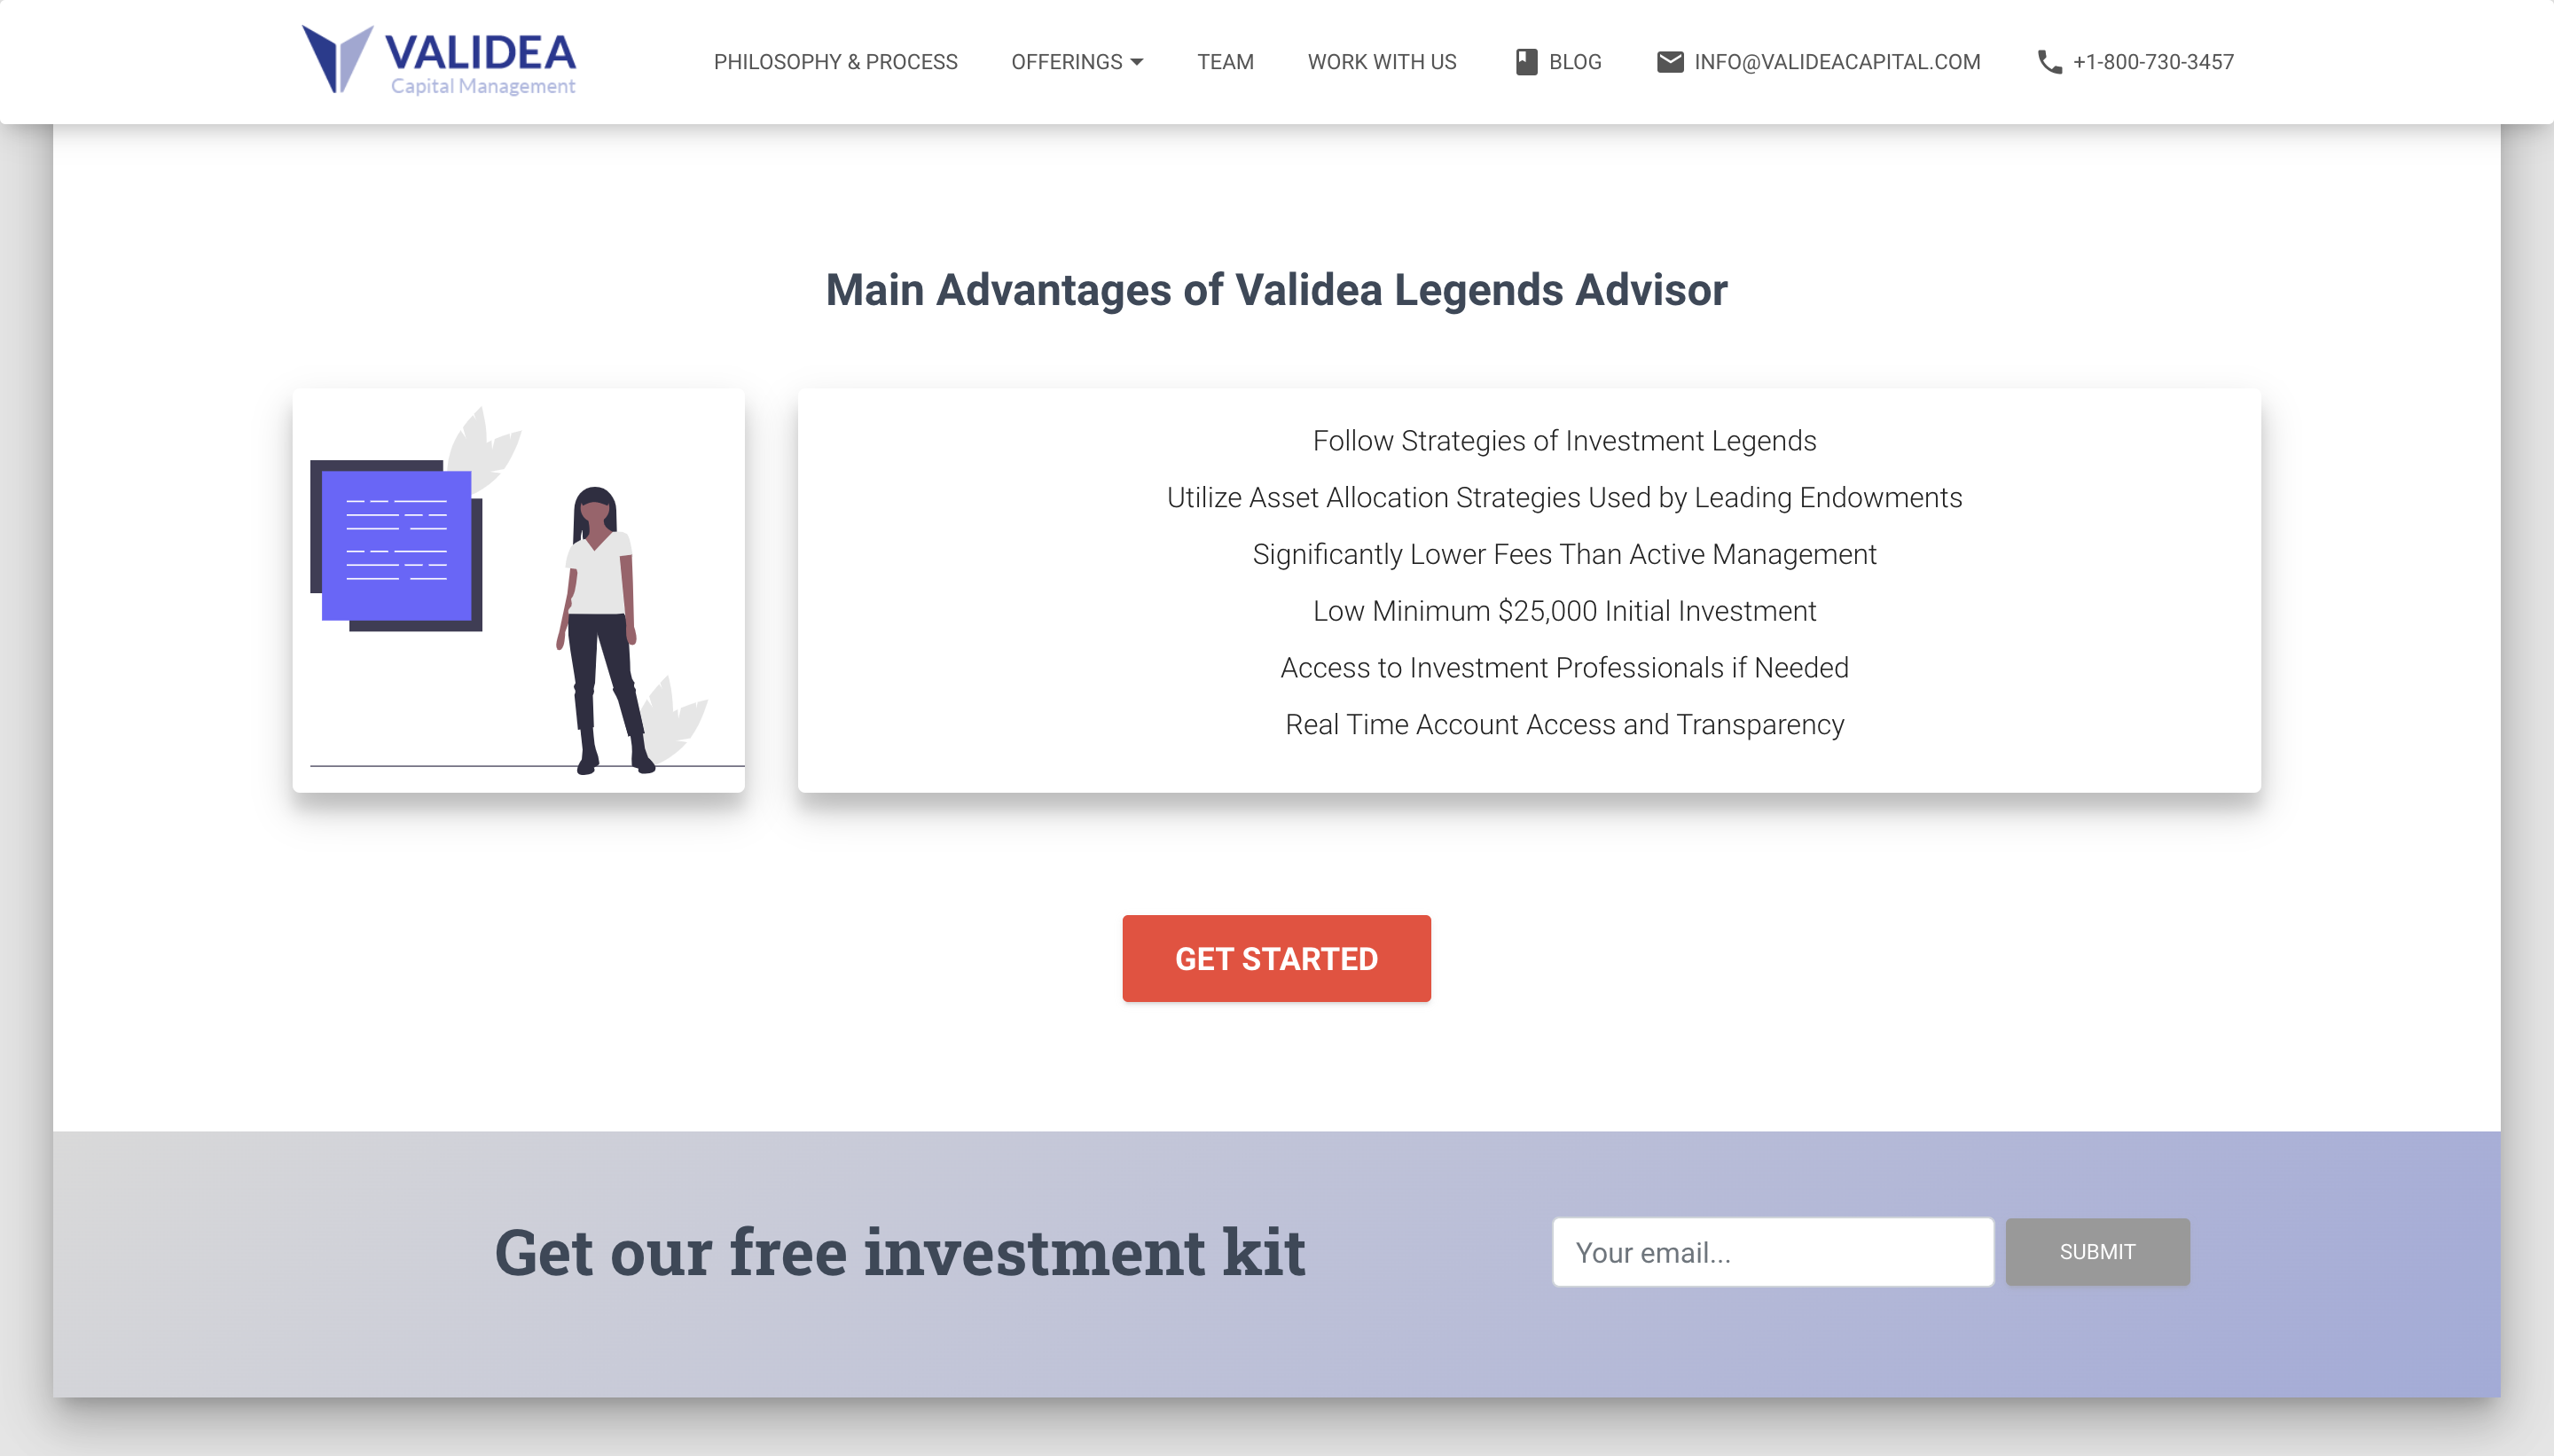 VALIDEA
Capital Management
PHILOSOPHY & PROCESS
OFFERINGS
TEAM
WORK WITH US
BLOG
INFO@VALIDEACAPITAL.COM
+1-800-730-3457
Main Advantages of Validea Legends Advisor
Follow Strategies of Investment Legends
Utilize Asset Allocation Strategies Used by Leading Endowments
Significantly Lower Fees Than Active Management
Low Minimum $25,000 Initial Investment
Access to Investment Professionals if Needed
Real Time Account Access and Transparency
GET STARTED
Get our free investment kit
Your email...
SUBMIT